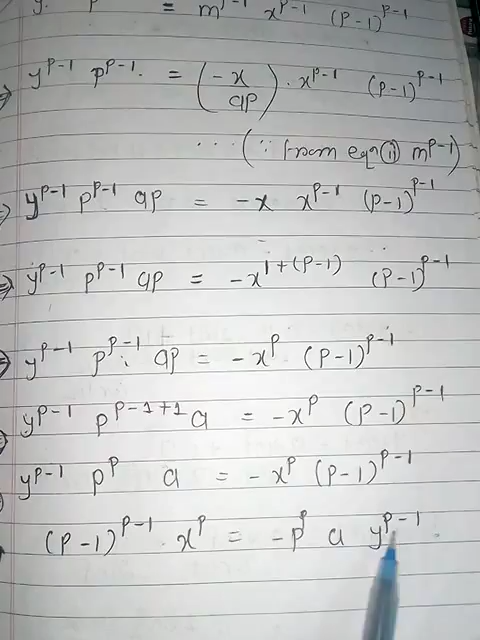 y. p = m^{p-1} x^{p-1} (p-1)^{p-1}
⇒ y^{p-1} p^{p-1}. = (-x/ap) . x^{p-1} (p-1)^{p-1}
... (∵ from eqn ⓘⓘ m^{p-1})
⇒ y^{p-1} p^{p-1} ap = -x x^{p-1} (p-1)^{p-1}
⇒ y^{p-1} p^{p-1} ap = -x^{1+(p-1)} (p-1)^{p-1}
⇒ y^{p-1} p^{p-1} ap = -x^p (p-1)^{p-1}
y^{p-1} p^{p-1+1} a = -x^p (p-1)^{p-1}
y^{p-1} p^p a = -x^p (p-1)^{p-1}
(p-1)^{p-1} . x^p = -p^p a y^{p-1}.